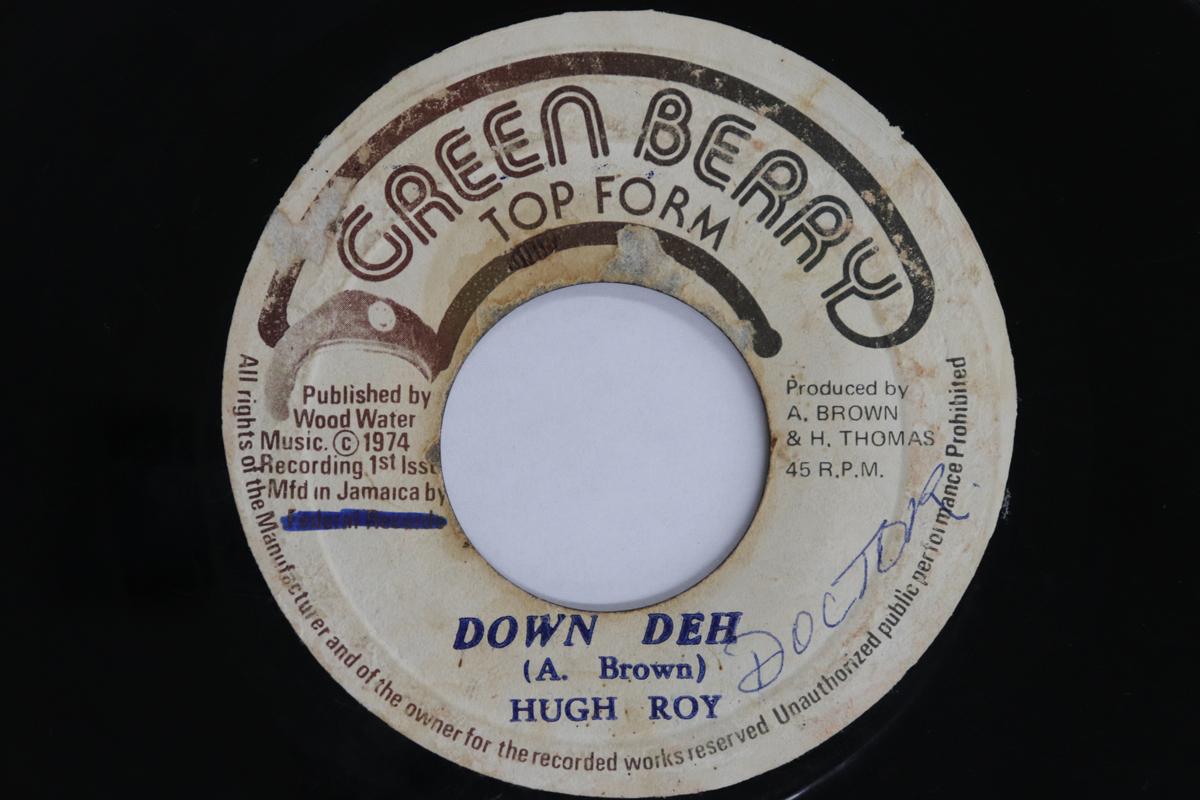 GREEN BERRY
TOP FORM
Published by
Wood Water
Music. © 1974
Recording 1st Iss
Mfd in Jamaica by
Federal Records
Produced by
A. BROWN
& H. THOMAS
45 R.P.M.
DOWN DEH
(A. Brown)
HUGH ROY
DOCTOR
All rights of the Manufacturer and of the owner for the recorded works reserved Unauthorized public performance Prohibited